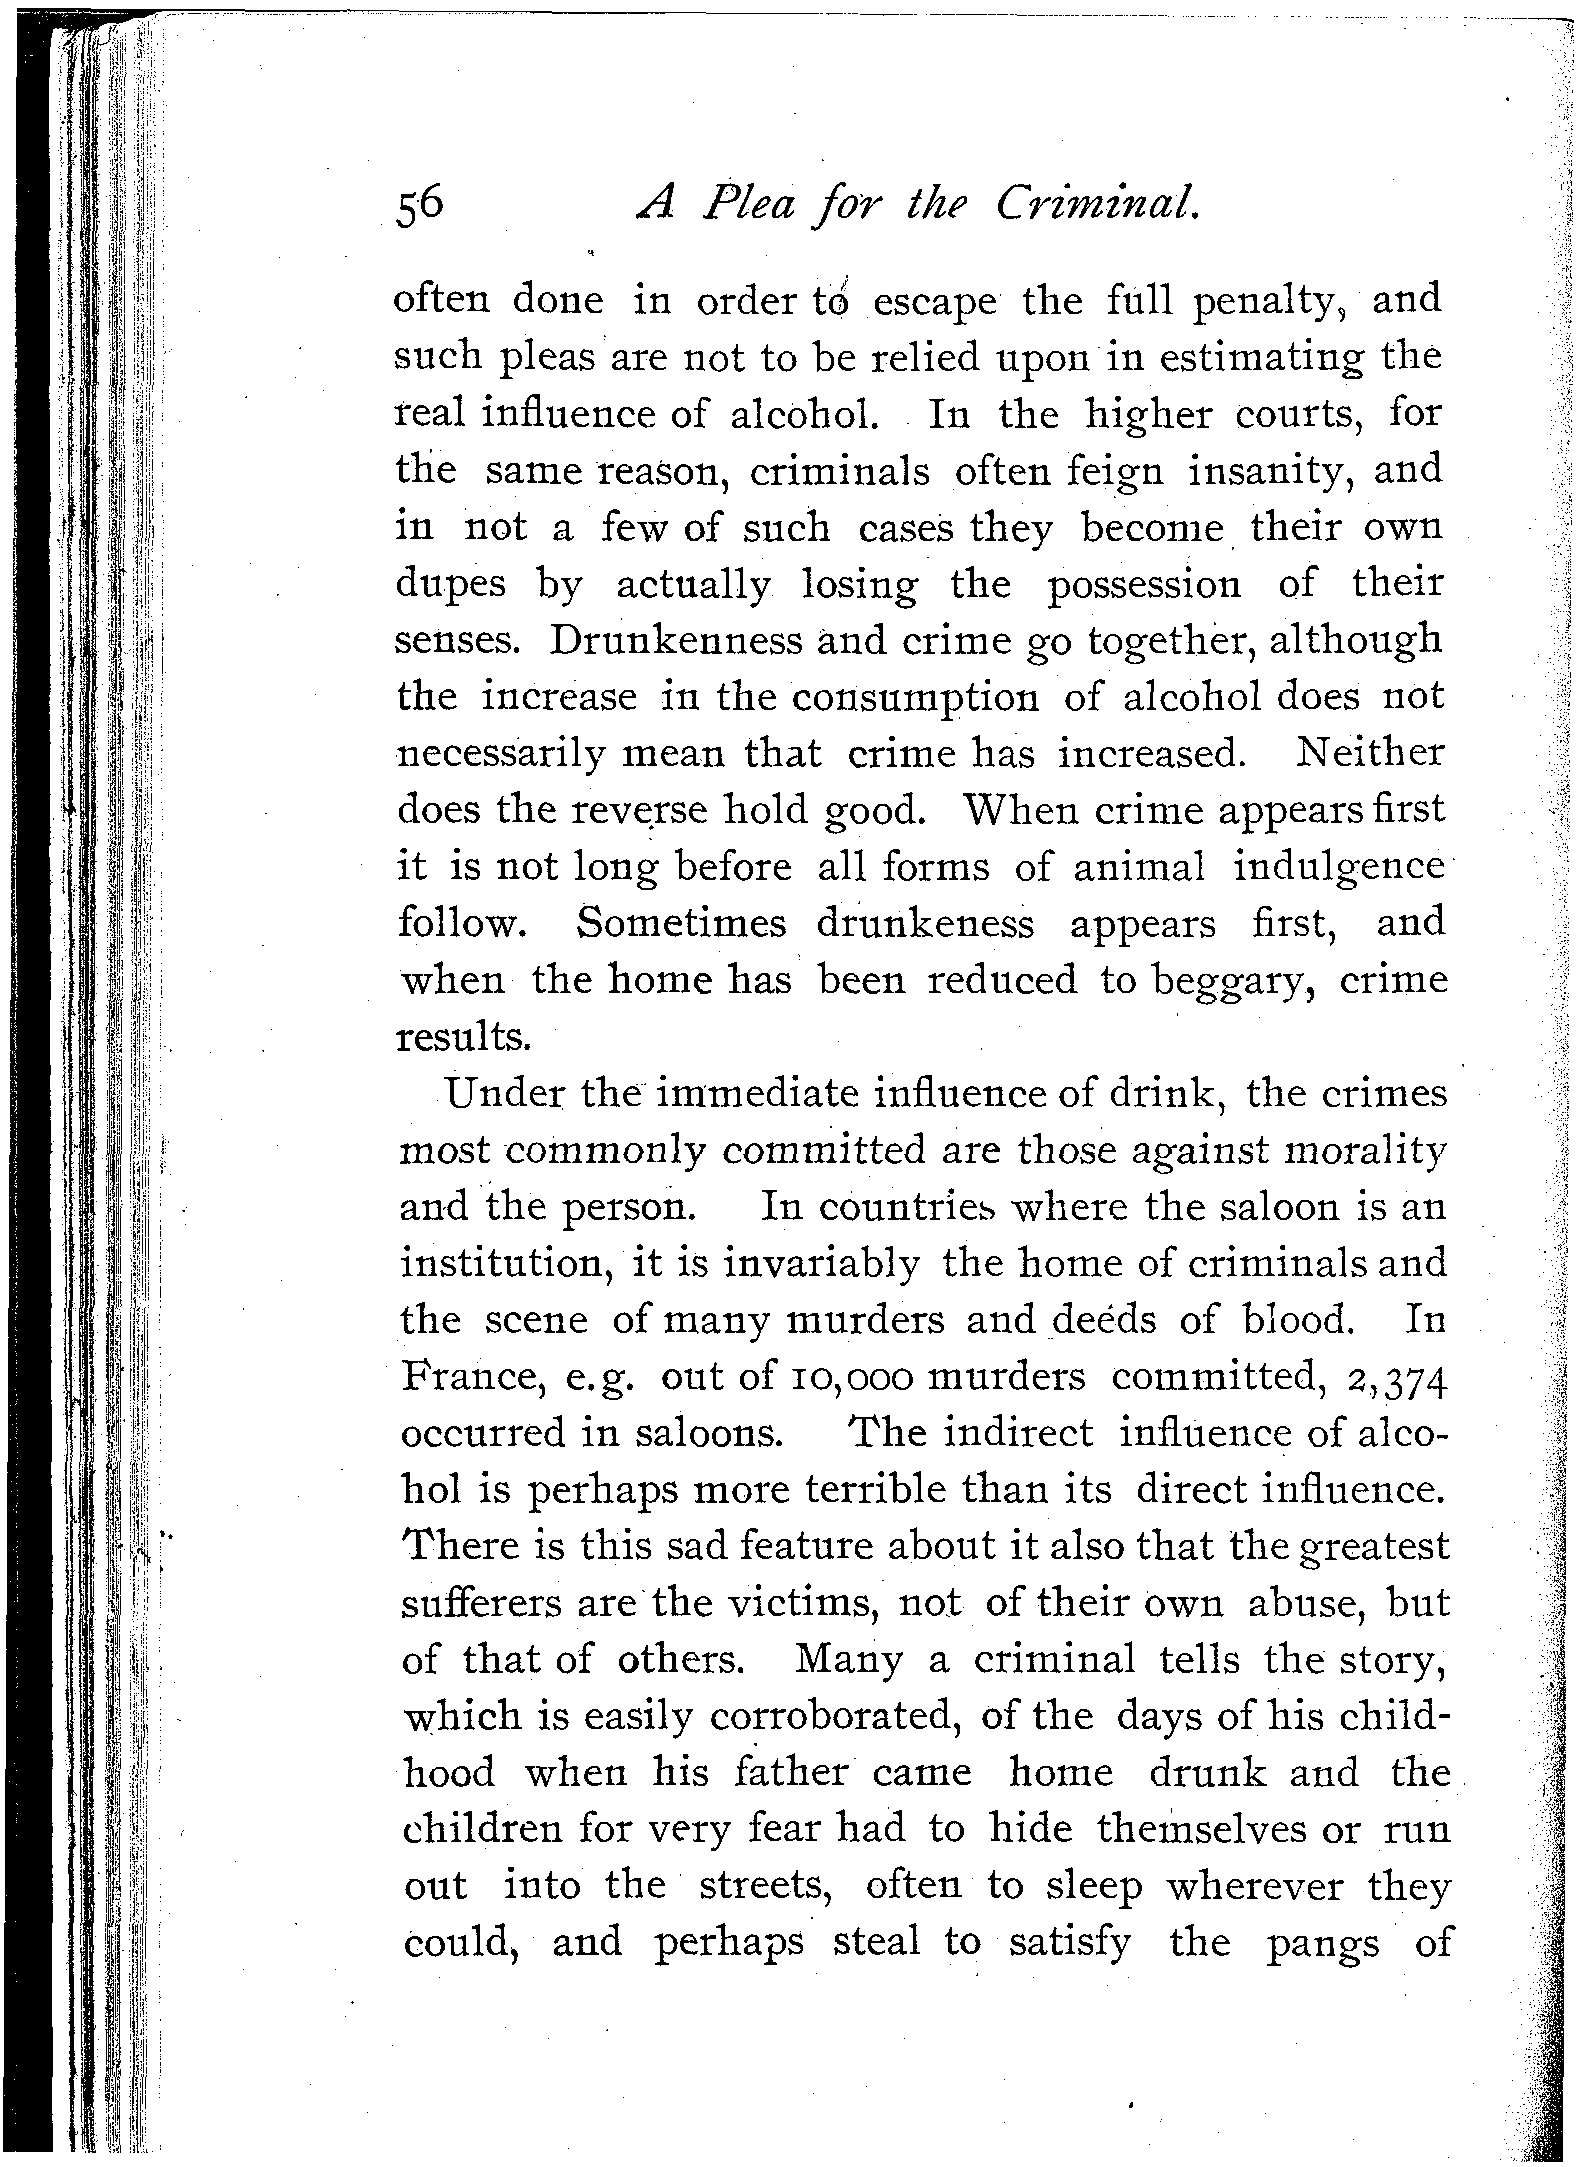 56 A Plea for the Criminal.
often done in order to escape the full penalty, and
such pleas are not to be relied upon in estimating the
real influence of alcohol. In the higher courts, for
the same reason, criminals often feign insanity, and
in not a few of such cases they become their own
dupes by actually losing the possession of their
senses. Drunkenness and crime go together, although
the increase in the consumption of alcohol does not
necessarily mean that crime has increased. Neither
does the reverse hold good. When crime appears first
it is not long before all forms of animal indulgence
follow. Sometimes drunkeness appears first, and
when the home has been reduced to beggary, crime
results.
Under the immediate influence of drink, the crimes
most commonly committed are those against morality
and the person. In countries where the saloon is an
institution, it is invariably the home of criminals and
the scene of many murders and deeds of blood. In
France, e.g. out of 10,000 murders committed, 2,374
occurred in saloons. The indirect influence of alco-
hol is perhaps more terrible than its direct influence.
There is this sad feature about it also that the greatest
sufferers are the victims, not of their own abuse, but
of that of others. Many a criminal tells the story,
which is easily corroborated, of the days of his child-
hood when his father came home drunk and the
children for very fear had to hide themselves or run
out into the streets, often to sleep wherever they
could, and perhaps steal to satisfy the pangs of